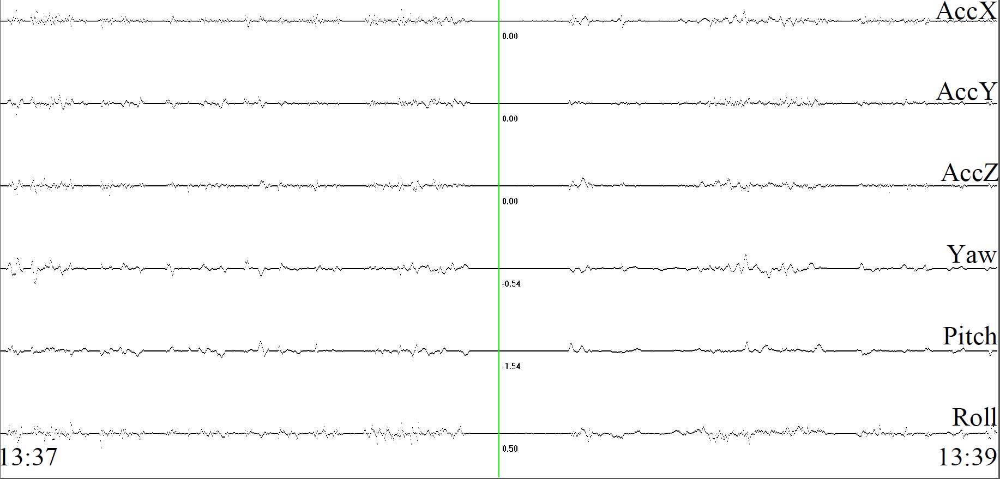 AccX
0.00
AccY
0.00
AccZ
0.00
Yaw
-0.54
Pitch
-1.54
Roll
0.50
13:37 13:39